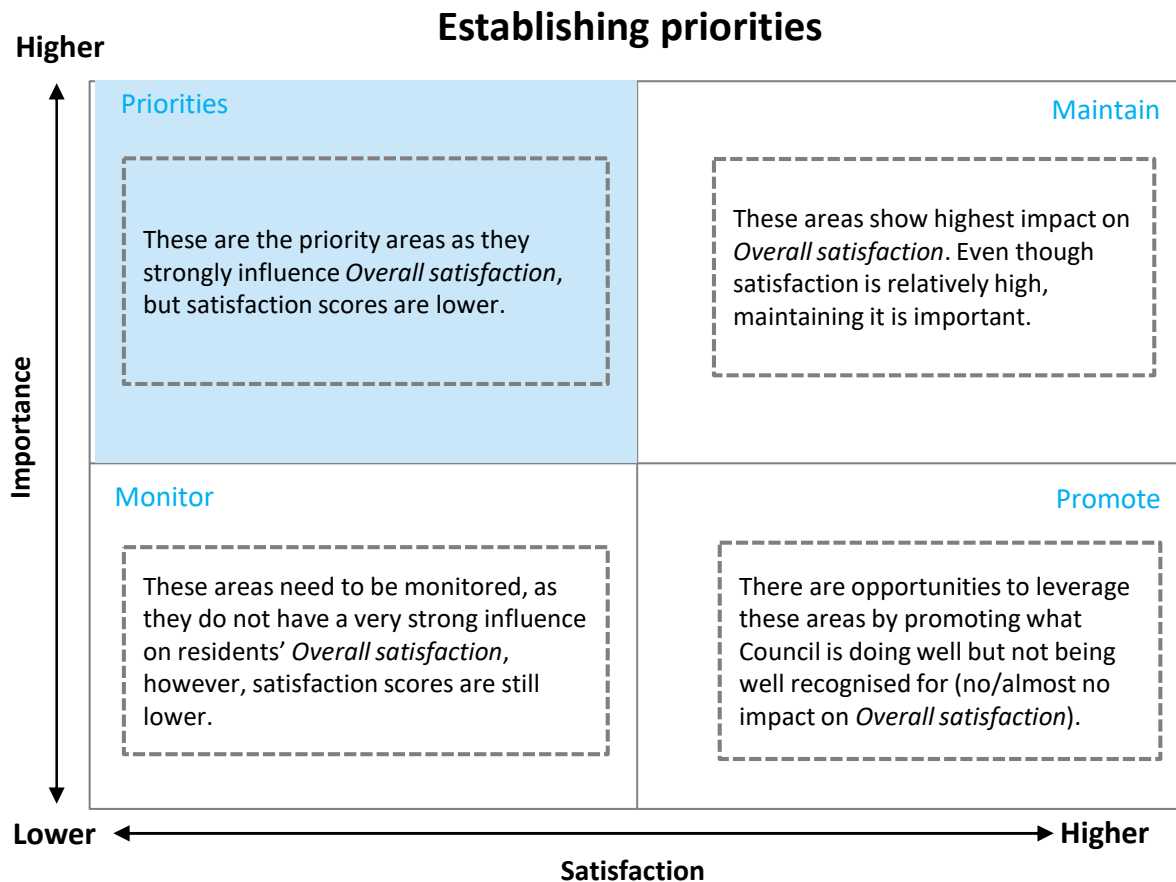 Establishing priorities
Higher
Priorities
These are the priority areas as they
strongly influence Overall satisfaction,
but satisfaction scores are lower.
Maintain
These areas show highest impact on
Overall satisfaction. Even though
satisfaction is relatively high,
maintaining it is important.
Importance
Monitor
These areas need to be monitored, as
they do not have a very strong influence
on residents’ Overall satisfaction,
however, satisfaction scores are still
lower.
Promote
There are opportunities to leverage
these areas by promoting what
Council is doing well but not being
well recognised for (no/almost no
impact on Overall satisfaction).
Lower
Higher
Satisfaction